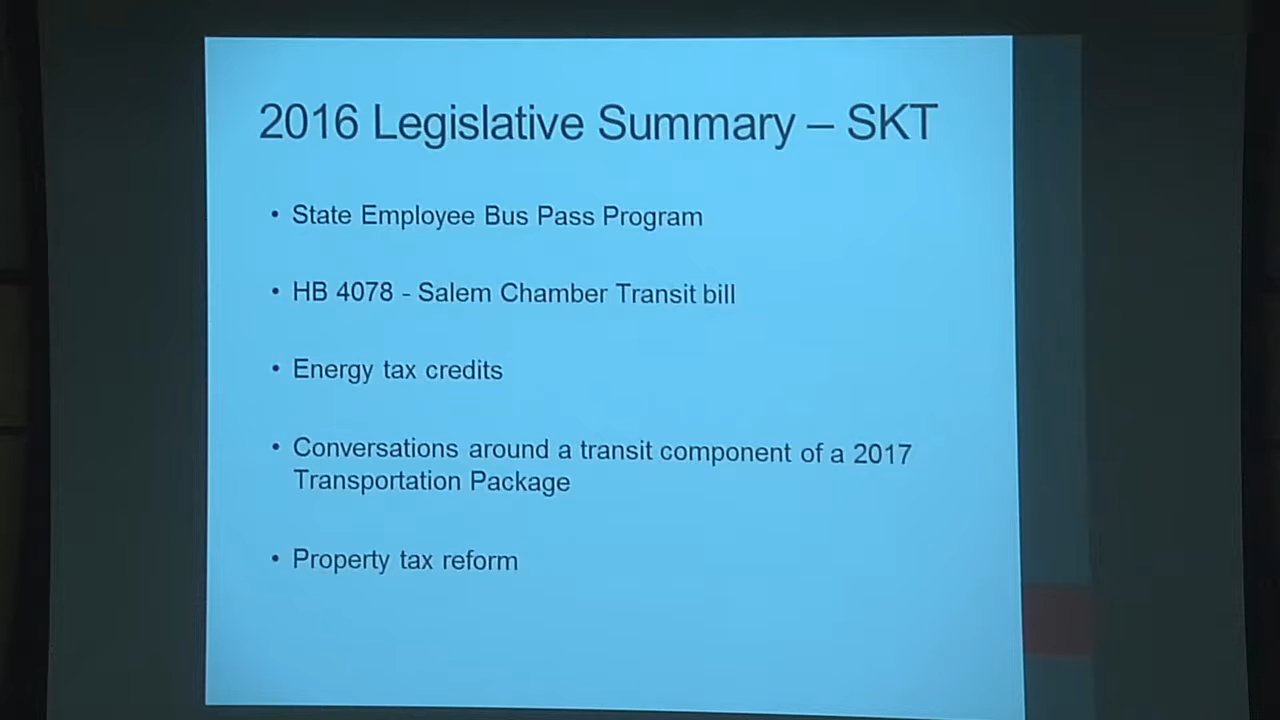 2016 Legislative Summary – SKT
• State Employee Bus Pass Program
• HB 4078 - Salem Chamber Transit bill
• Energy tax credits
• Conversations around a transit component of a 2017
Transportation Package
• Property tax reform